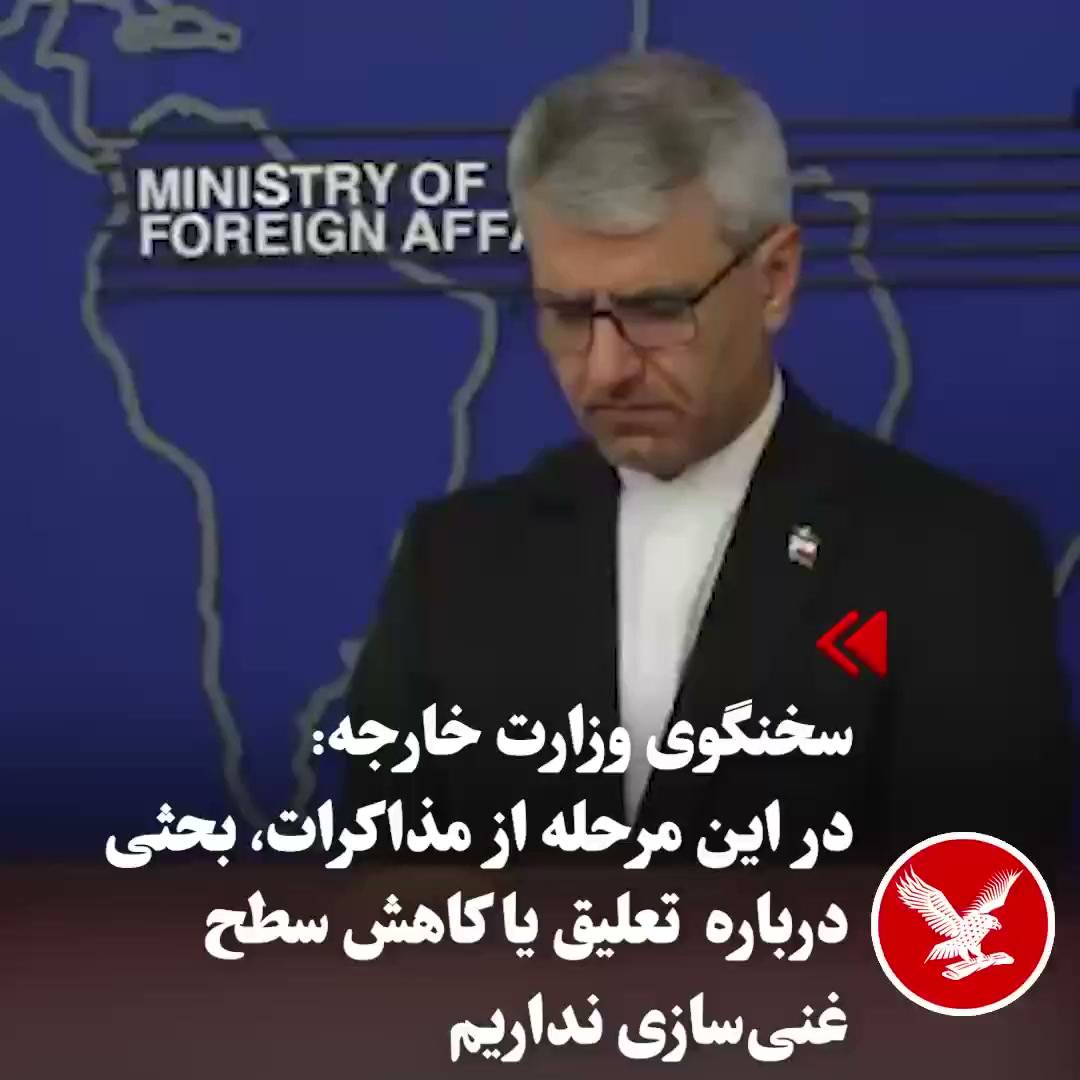 MINISTRY OF
FOREIGN AFFA
سخنگوی وزارت خارجه:
در این مرحله از مذاکرات، بحثی
درباره تعلیق یا کاهش سطح
غنی‌سازی نداریم